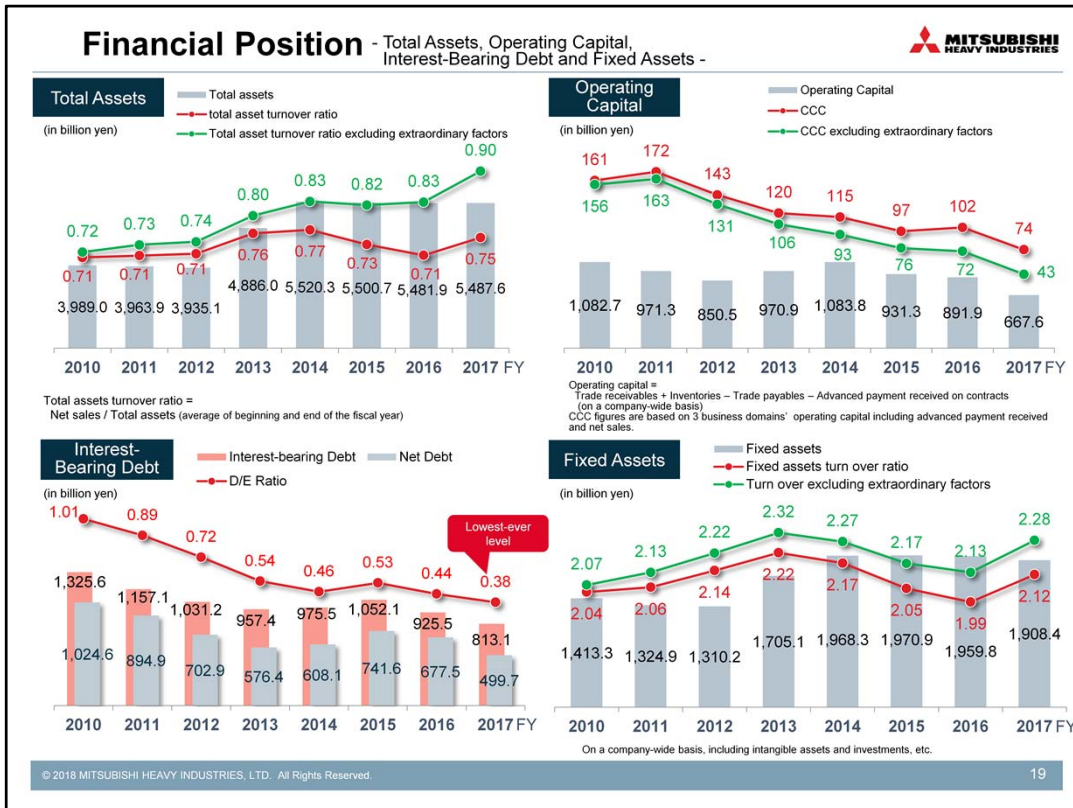 Financial Position - Total Assets, Operating Capital,
Interest-Bearing Debt and Fixed Assets -
MITSUBISHI
HEAVY INDUSTRIES
Total Assets
(in billion yen)
Total assets
total asset turnover ratio
Total asset turnover ratio excluding extraordinary factors
0.72 0.73 0.74 0.80 0.83 0.82 0.83 0.90
0.71 0.71 0.71 0.76 0.77 0.73 0.71 0.75
3,989.0 3,963.9 3,935.1 4,886.0 5,520.3 5,500.7 5,481.9 5,487.6
2010 2011 2012 2013 2014 2015 2016 2017 FY
Total assets turnover ratio =
Net sales / Total assets (average of beginning and end of the fiscal year)
Operating
Capital
(in billion yen)
Operating Capital
CCC
CCC excluding extraordinary factors
161 172 143 120 115 97 102 74
156 163 131 106 93 76 72 43
1,082.7 971.3 850.5 970.9 1,083.8 931.3 891.9 667.6
2010 2011 2012 2013 2014 2015 2016 2017 FY
Operating capital =
Trade receivables + Inventories – Trade payables – Advanced payment received on contracts
(on a company-wide basis)
CCC figures are based on 3 business domains’ operating capital including advanced payment received
and net sales.
Interest-
Bearing Debt
(in billion yen)
Interest-bearing Debt Net Debt
D/E Ratio
Lowest-ever
level
1.01 0.89 0.72 0.54 0.46 0.53 0.44 0.38
1,325.6 1,157.1 1,031.2 957.4 975.5 1,052.1 925.5 813.1
1,024.6 894.9 702.9 576.4 608.1 741.6 677.5 499.7
2010 2011 2012 2013 2014 2015 2016 2017 FY
Fixed Assets
(in billion yen)
Fixed assets
Fixed assets turn over ratio
Turn over excluding extraordinary factors
2.07 2.13 2.22 2.32 2.27 2.17 2.13 2.28
2.04 2.06 2.14 2.22 2.17 2.05 1.99 2.12
1,413.3 1,324.9 1,310.2 1,705.1 1,968.3 1,970.9 1,959.8 1,908.4
2010 2011 2012 2013 2014 2015 2016 2017 FY
On a company-wide basis, including intangible assets and investments, etc.
© 2018 MITSUBISHI HEAVY INDUSTRIES, LTD. All Rights Reserved.
19